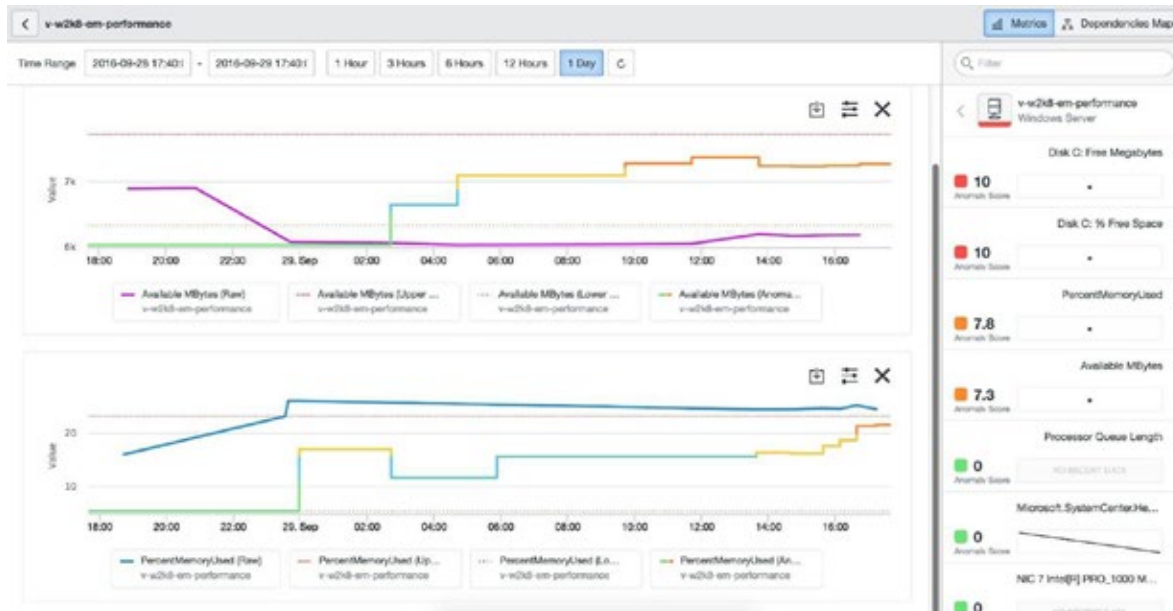 v-w2k8-em-performance
Metrics
Dependencies Map
Time Range
2016-09-28 17:40:
-
2016-09-29 17:40:
1 Hour
3 Hours
6 Hours
12 Hours
1 Day
Filter
v-w2k8-em-performance
Windows Server
Value
7k
6k
18:00
20:00
22:00
29. Sep
02:00
04:00
06:00
08:00
10:00
12:00
14:00
16:00
Available MBytes (Raw)
v-w2k8-em-performance
Available MBytes (Upper ...
v-w2k8-em-performance
Available MBytes (Lower ...
v-w2k8-em-performance
Available MBytes (Anoma...
v-w2k8-em-performance
Value
20
10
18:00
20:00
22:00
29. Sep
02:00
04:00
06:00
08:00
10:00
12:00
14:00
16:00
PercentMemoryUsed (Raw)
v-w2k8-em-performance
PercentMemoryUsed (Up...
v-w2k8-em-performance
PercentMemoryUsed (Lo...
v-w2k8-em-performance
PercentMemoryUsed (An...
v-w2k8-em-performance
Disk C: Free Megabytes
10
Anomaly Score
Disk C: % Free Space
10
Anomaly Score
PercentMemoryUsed
7.8
Anomaly Score
Available MBytes
7.3
Anomaly Score
Processor Queue Length
0
Anomaly Score
NO RECENT DATA
Microsoft.SystemCenter.He...
0
Anomaly Score
NIC 7 Intel[R] PRO_1000 M...
0